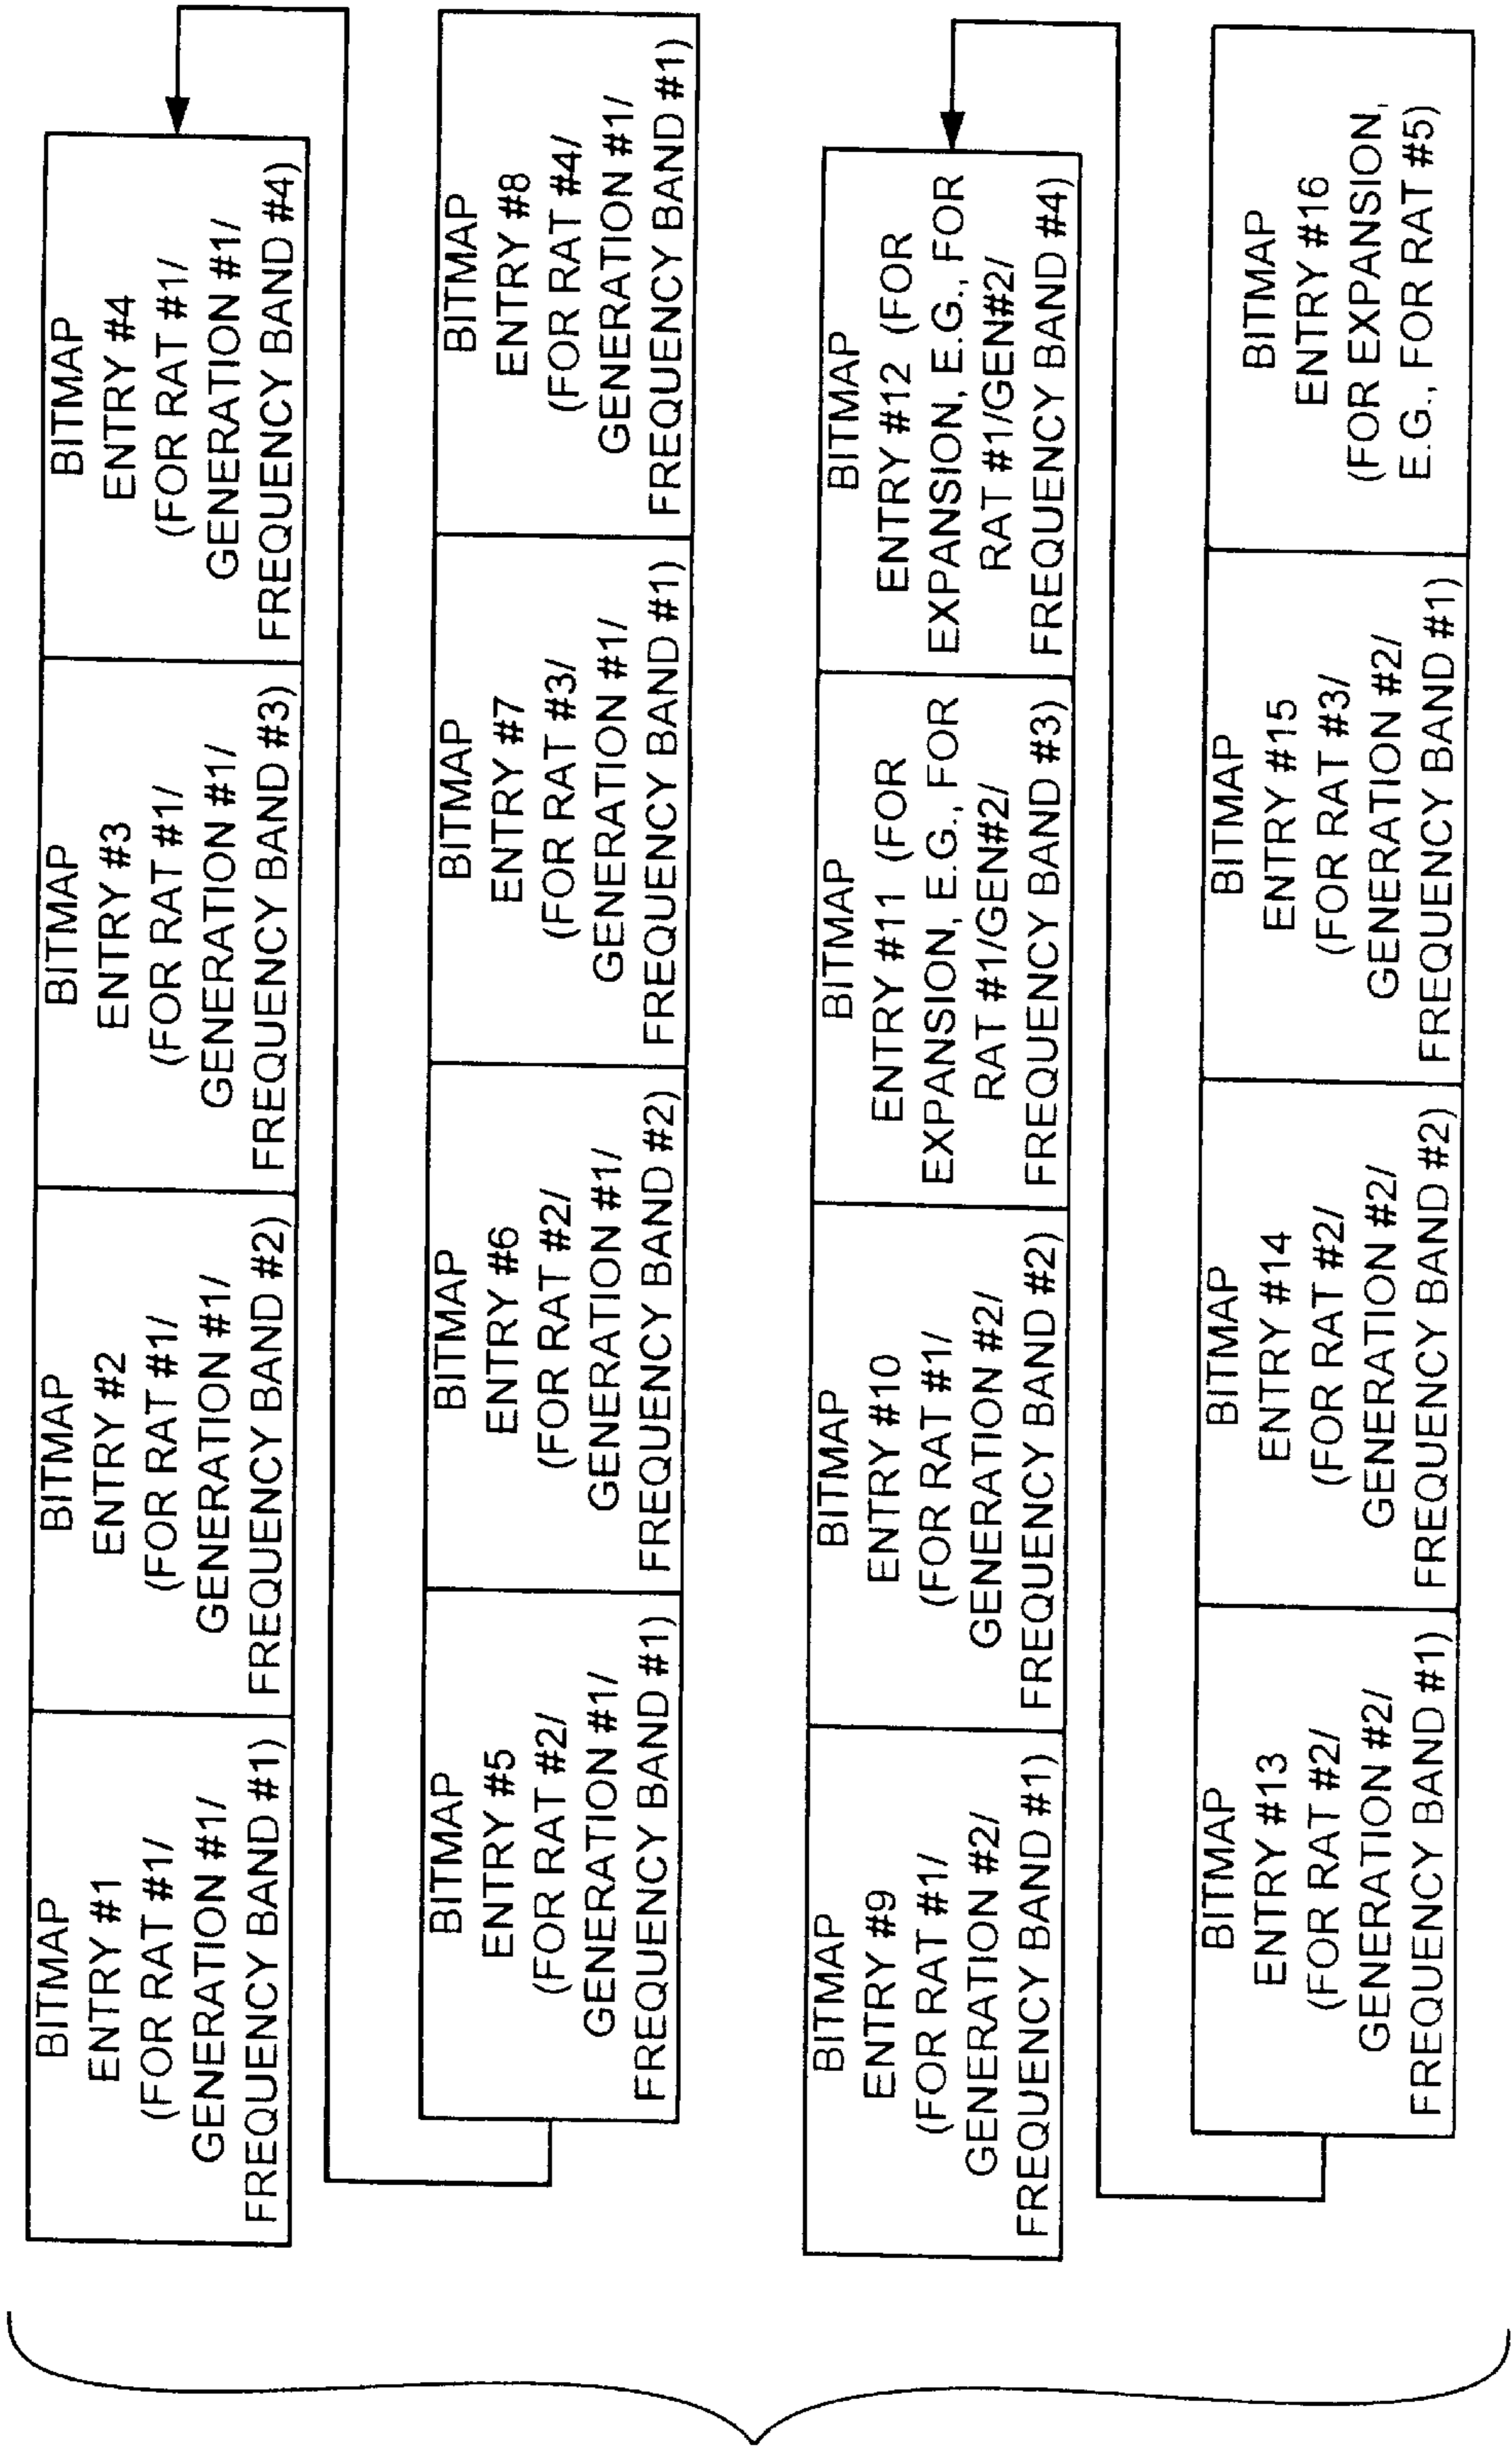 BITMAP
ENTRY #1
(FOR RAT #1/
GENERATION #1/
FREQUENCY BAND #1)
BITMAP
ENTRY #2
(FOR RAT #1/
GENERATION #1/
FREQUENCY BAND #2)
BITMAP
ENTRY #3
(FOR RAT #1/
GENERATION #1/
FREQUENCY BAND #3)
BITMAP
ENTRY #4
(FOR RAT #1/
GENERATION #1/
FREQUENCY BAND #4)
BITMAP
ENTRY #5
(FOR RAT #2/
GENERATION #1/
FREQUENCY BAND #1)
BITMAP
ENTRY #6
(FOR RAT #2/
GENERATION #1/
FREQUENCY BAND #2)
BITMAP
ENTRY #7
(FOR RAT #3/
GENERATION #1/
FREQUENCY BAND #1)
BITMAP
ENTRY #8
(FOR RAT #4/
GENERATION #1/
FREQUENCY BAND #1)
BITMAP
ENTRY #9
(FOR RAT #1/
GENERATION #2/
FREQUENCY BAND #1)
BITMAP
ENTRY #10
(FOR RAT #1/
GENERATION #2/
FREQUENCY BAND #2)
BITMAP
ENTRY #11 (FOR
EXPANSION, E.G., FOR
RAT #1/GEN#2/
FREQUENCY BAND #3)
BITMAP
ENTRY #12 (FOR
EXPANSION, E.G., FOR
RAT #1/GEN#2/
FREQUENCY BAND #4)
BITMAP
ENTRY #13
(FOR RAT #2/
GENERATION #2/
FREQUENCY BAND #1)
BITMAP
ENTRY #14
(FOR RAT #2/
GENERATION #2/
FREQUENCY BAND #2)
BITMAP
ENTRY #15
(FOR RAT #3/
GENERATION #2/
FREQUENCY BAND #1)
BITMAP
ENTRY #16
(FOR EXPANSION,
E.G., FOR RAT #5)